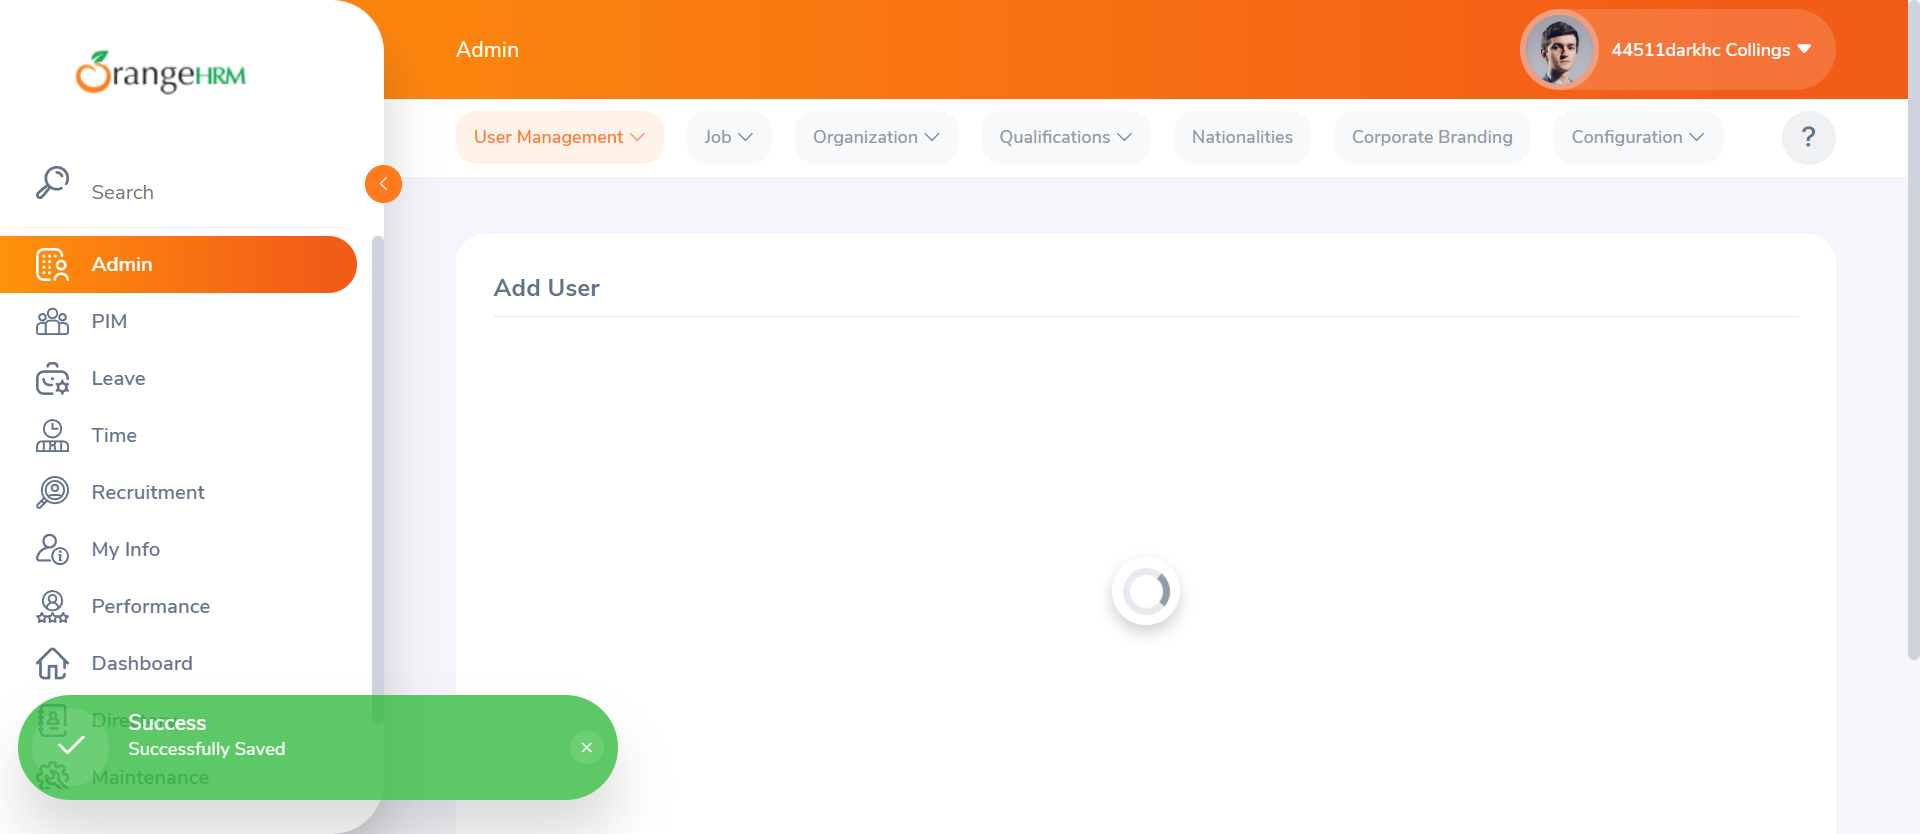 OrangeHRM
Admin
44511darkhc Collings
User Management
Job
Organization
Qualifications
Nationalities
Corporate Branding
Configuration
?
Search
Admin
PIM
Leave
Time
Recruitment
My Info
Performance
Dashboard
Directory
Maintenance
Add User
Success
Successfully Saved